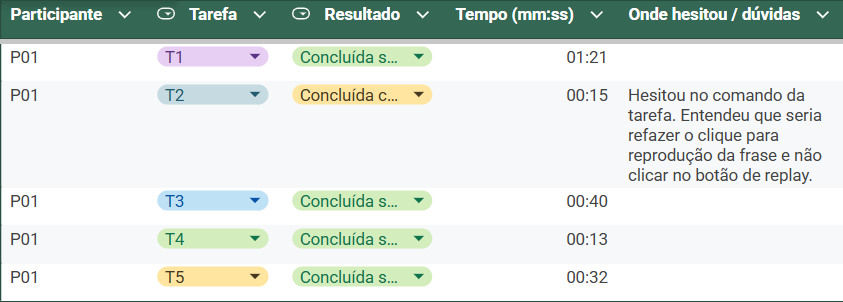 Participante Tarefa Resultado Tempo (mm:ss) Onde hesitou / dúvidas
P01 T1 Concluída s... 01:21
P01 T2 Concluída c... 00:15 Hesitou no comando da
tarefa. Entendeu que seria
refazer o clique para
reprodução da frase e não
clicar no botão de replay.
P01 T3 Concluída s... 00:40
P01 T4 Concluída s... 00:13
P01 T5 Concluída s... 00:32